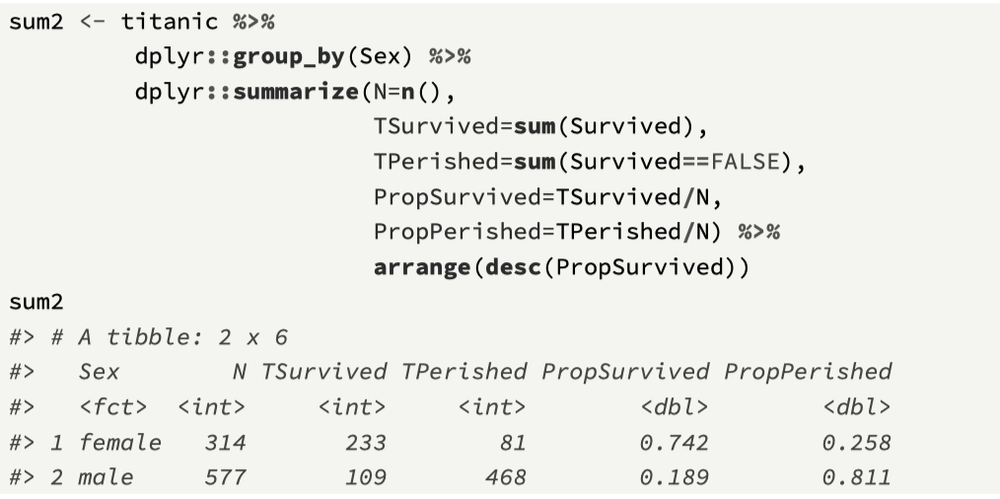 sum2 <- titanic %>%
        dplyr::group_by(Sex) %>%
        dplyr::summarize(N=n(),
                         TSurvived=sum(Survived),
                         TPerished=sum(Survived==FALSE),
                         PropSurvived=TSurvived/N,
                         PropPerished=TPerished/N) %>%
                         arrange(desc(PropSurvived))
sum2
#> # A tibble: 2 x 6
#>   Sex        N TSurvived TPerished PropSurvived PropPerished
#>   <fct>  <int>     <int>     <int>        <dbl>        <dbl>
#> 1 female   314       233        81        0.742        0.258
#> 2 male     577       109       468        0.189        0.811